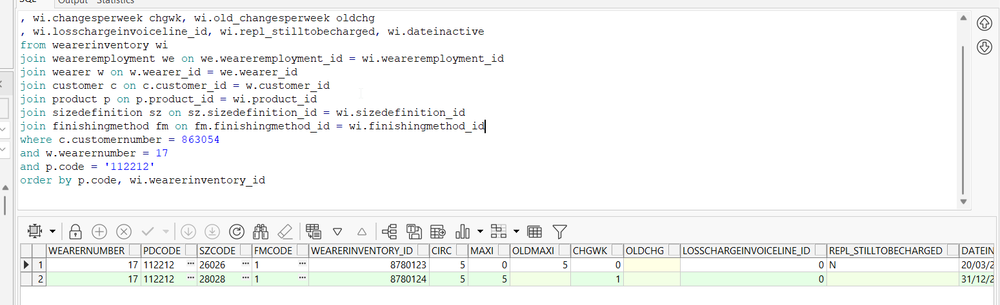 SQL Output Statistics
, wi.changesperweek chgwk, wi.old_changesperweek oldchg
, wi.losschargeinvoiceline_id, wi.repl_stilltobecharged, wi.dateinactive
from wearerinventory wi
join weareremployment we on we.weareremployment_id = wi.weareremployment_id
join wearer w on w.wearer_id = we.wearer_id
join customer c on c.customer_id = w.customer_id
join product p on p.product_id = wi.product_id
join sizedefinition sz on sz.sizedefinition_id = wi.sizedefinition_id
join finishingmethod fm on fm.finishingmethod_id = wi.finishingmethod_id
where c.customernumber = 863054
and w.wearernumber = 17
and p.code = '112212'
order by p.code, wi.wearerinventory_id
WEARERNUMBER PDCODE SZCODE FMCODE WEARERINVENTORY_ID CIRC MAXI OLDMAXI CHGWK OLDCHG LOSSCHARGEINVOICELINE_ID REPL_STILLTOBECHARGED DATEIN
1 17 112212 ... 26026 ... 1 ... 8780123 5 0 5 0 0 N 20/03/2
2 17 112212 ... 28028 ... 1 ... 8780124 5 5 1 0 31/12/2